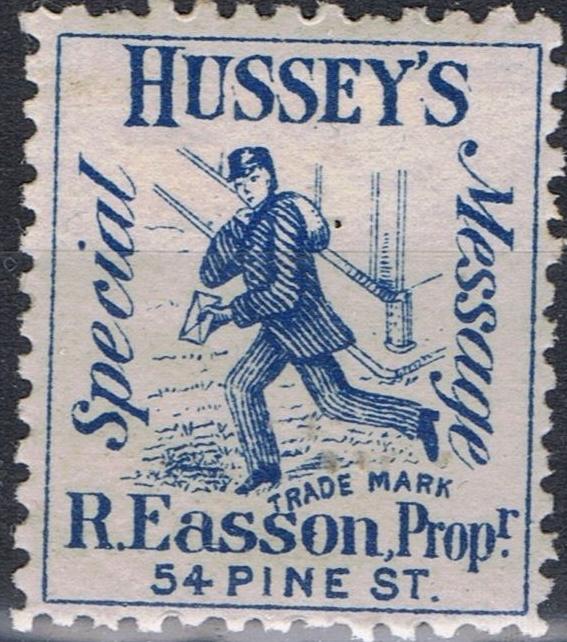 HUSSEY'S
Special
Message
TRADE MARK
R. Easson, Propr.
54 PINE ST.